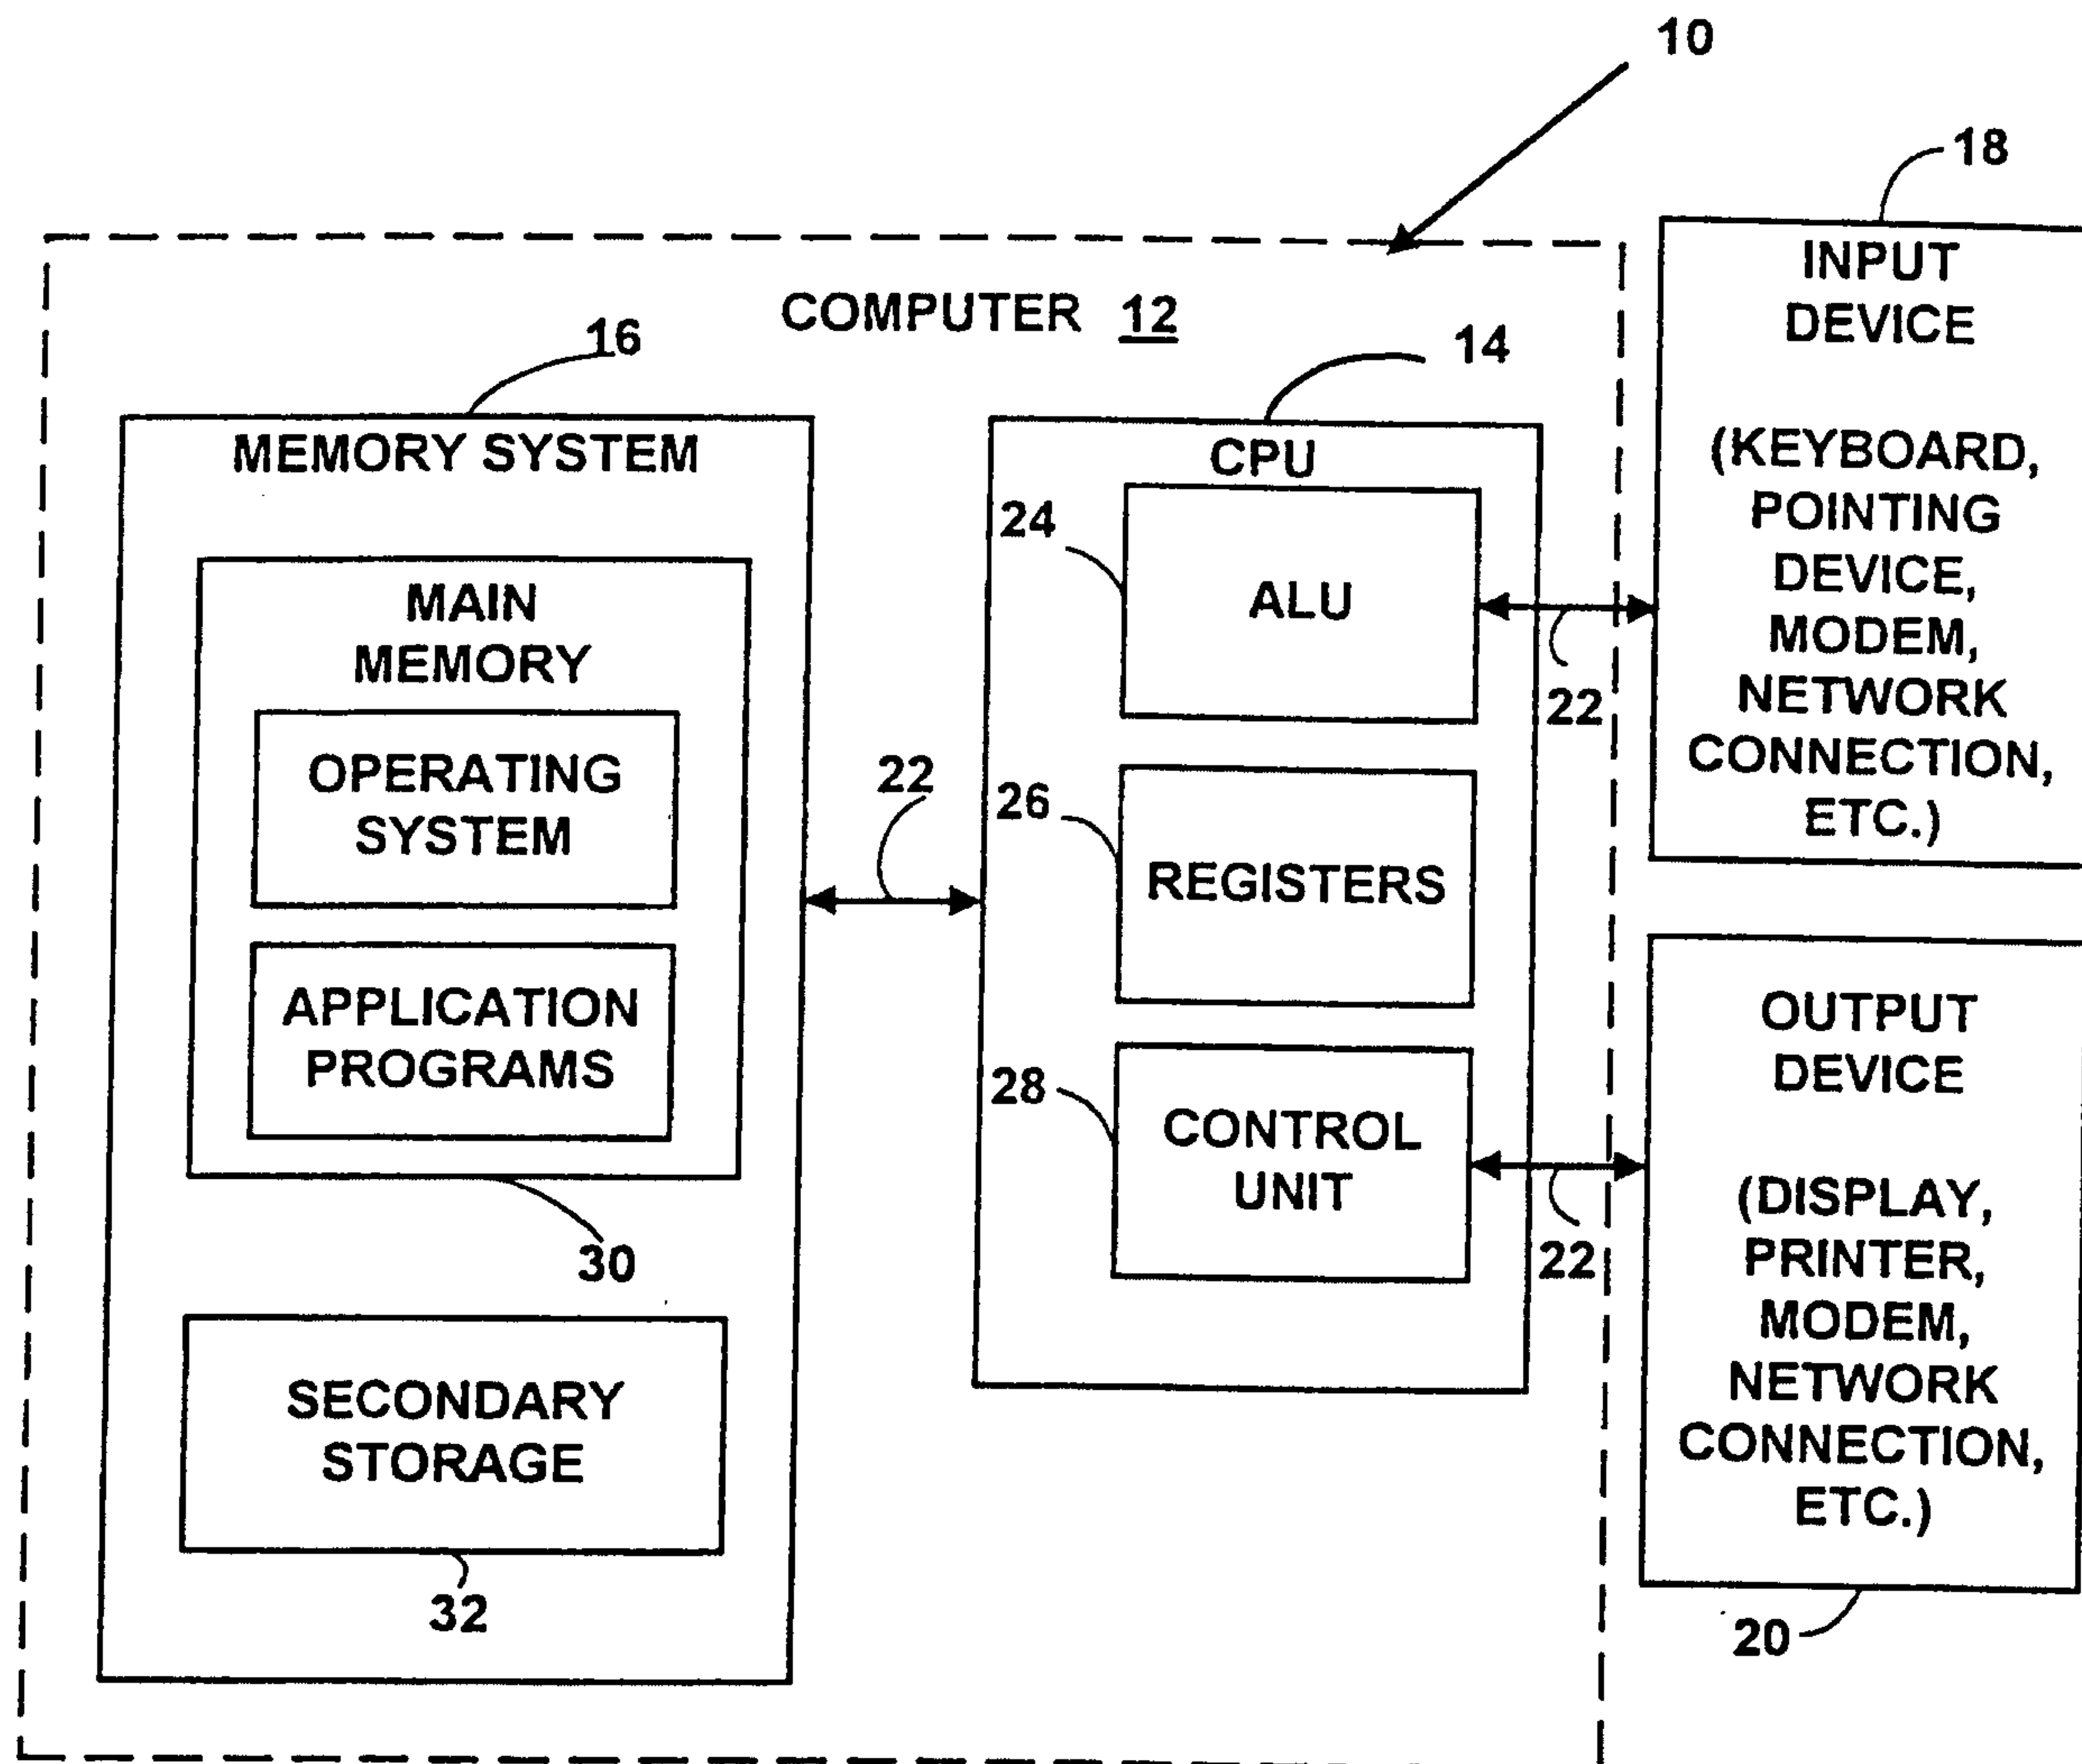 10
18
COMPUTER 12
16
14
MEMORY SYSTEM
MAIN
MEMORY
OPERATING
SYSTEM
APPLICATION
PROGRAMS
30
SECONDARY
STORAGE
32
22
CPU
24
ALU
26
REGISTERS
28
CONTROL
UNIT
22
22
INPUT
DEVICE
(KEYBOARD,
POINTING
DEVICE,
MODEM,
NETWORK
CONNECTION,
ETC.)
OUTPUT
DEVICE
(DISPLAY,
PRINTER,
MODEM,
NETWORK
CONNECTION,
ETC.)
20